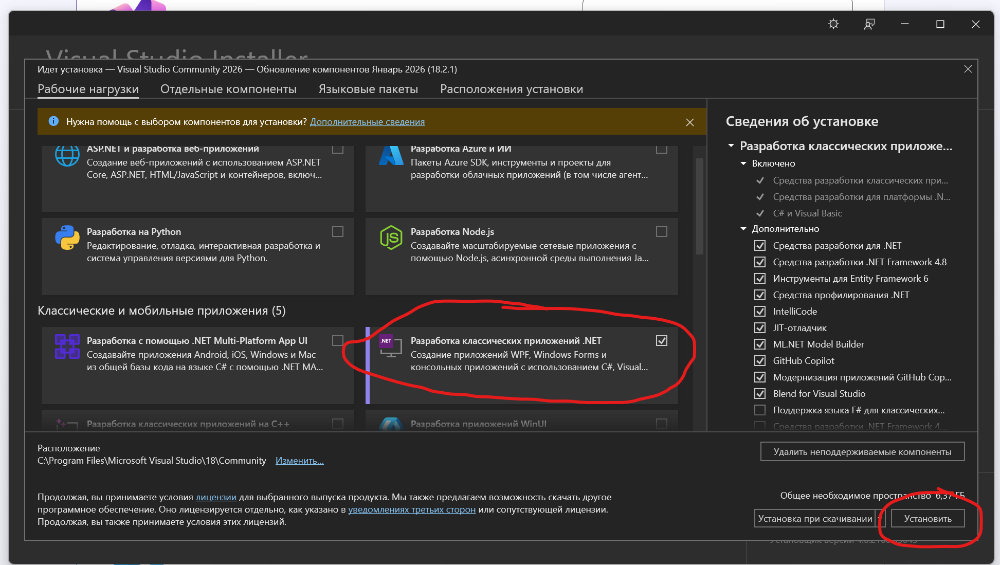 Visual Studio Installer
Идет установка — Visual Studio Community 2026 — Обновление компонентов Январь 2026 (18.2.1)
Рабочие нагрузки
Отдельные компоненты
Языковые пакеты
Расположения установки
Нужна помощь с выбором компонентов для установки? Дополнительные сведения
ASP.NET и разработка веб-приложений
Создание веб-приложений с использованием ASP.NET
Core, ASP.NET, HTML/JavaScript и контейнеров, включ...
Разработка Azure и ИИ
Пакеты Azure SDK, инструменты и проекты для
разработки облачных приложений (в том числе агент...
Разработка на Python
Редактирование, отладка, интерактивная разработка и
система управления версиями для Python.
JS
Разработка Node.js
Создавайте масштабируемые сетевые приложения с
помощью Node.js, асинхронной среды выполнения Ja...
Классические и мобильные приложения (5)
Разработка с помощью .NET Multi-Platform App UI
Создавайте приложения Android, iOS, Windows и Mac
из общей базы кода на языке C# с помощью .NET MA...
.NET
Разработка классических приложений .NET
Создание приложений WPF, Windows Forms и
консольных приложений с использованием C#, Visual...
Разработка классических приложений на C++
Разработка приложений WinUI
Сведения об установке
Разработка классических приложе...
Включено
Средства разработки классических при...
Средства разработки для платформы .N...
C# и Visual Basic
Дополнительно
Средства разработки для .NET
Средства разработки .NET Framework 4.8
Инструменты для Entity Framework 6
Средства профилирования .NET
IntelliCode
JIT-отладчик
ML.NET Model Builder
GitHub Copilot
Модернизация приложений GitHub Cop...
Blend for Visual Studio
Поддержка языка F# для классических...
Средства разработки .NET Framework 4....
Расположение
C:\Program Files\Microsoft Visual Studio\18\Community Изменить...
Удалить неподдерживаемые компоненты
Продолжая, вы принимаете условия лицензии для выбранного выпуска продукта. Мы также предлагаем возможность скачать другое
программное обеспечение. Оно лицензируется отдельно, как указано в уведомлениях третьих сторон или сопутствующей лицензии.
Продолжая, вы также принимаете условия этих лицензий.
Общее необходимое пространство 6,37 ГБ
Установка при скачивании
Установить
Установщик версии